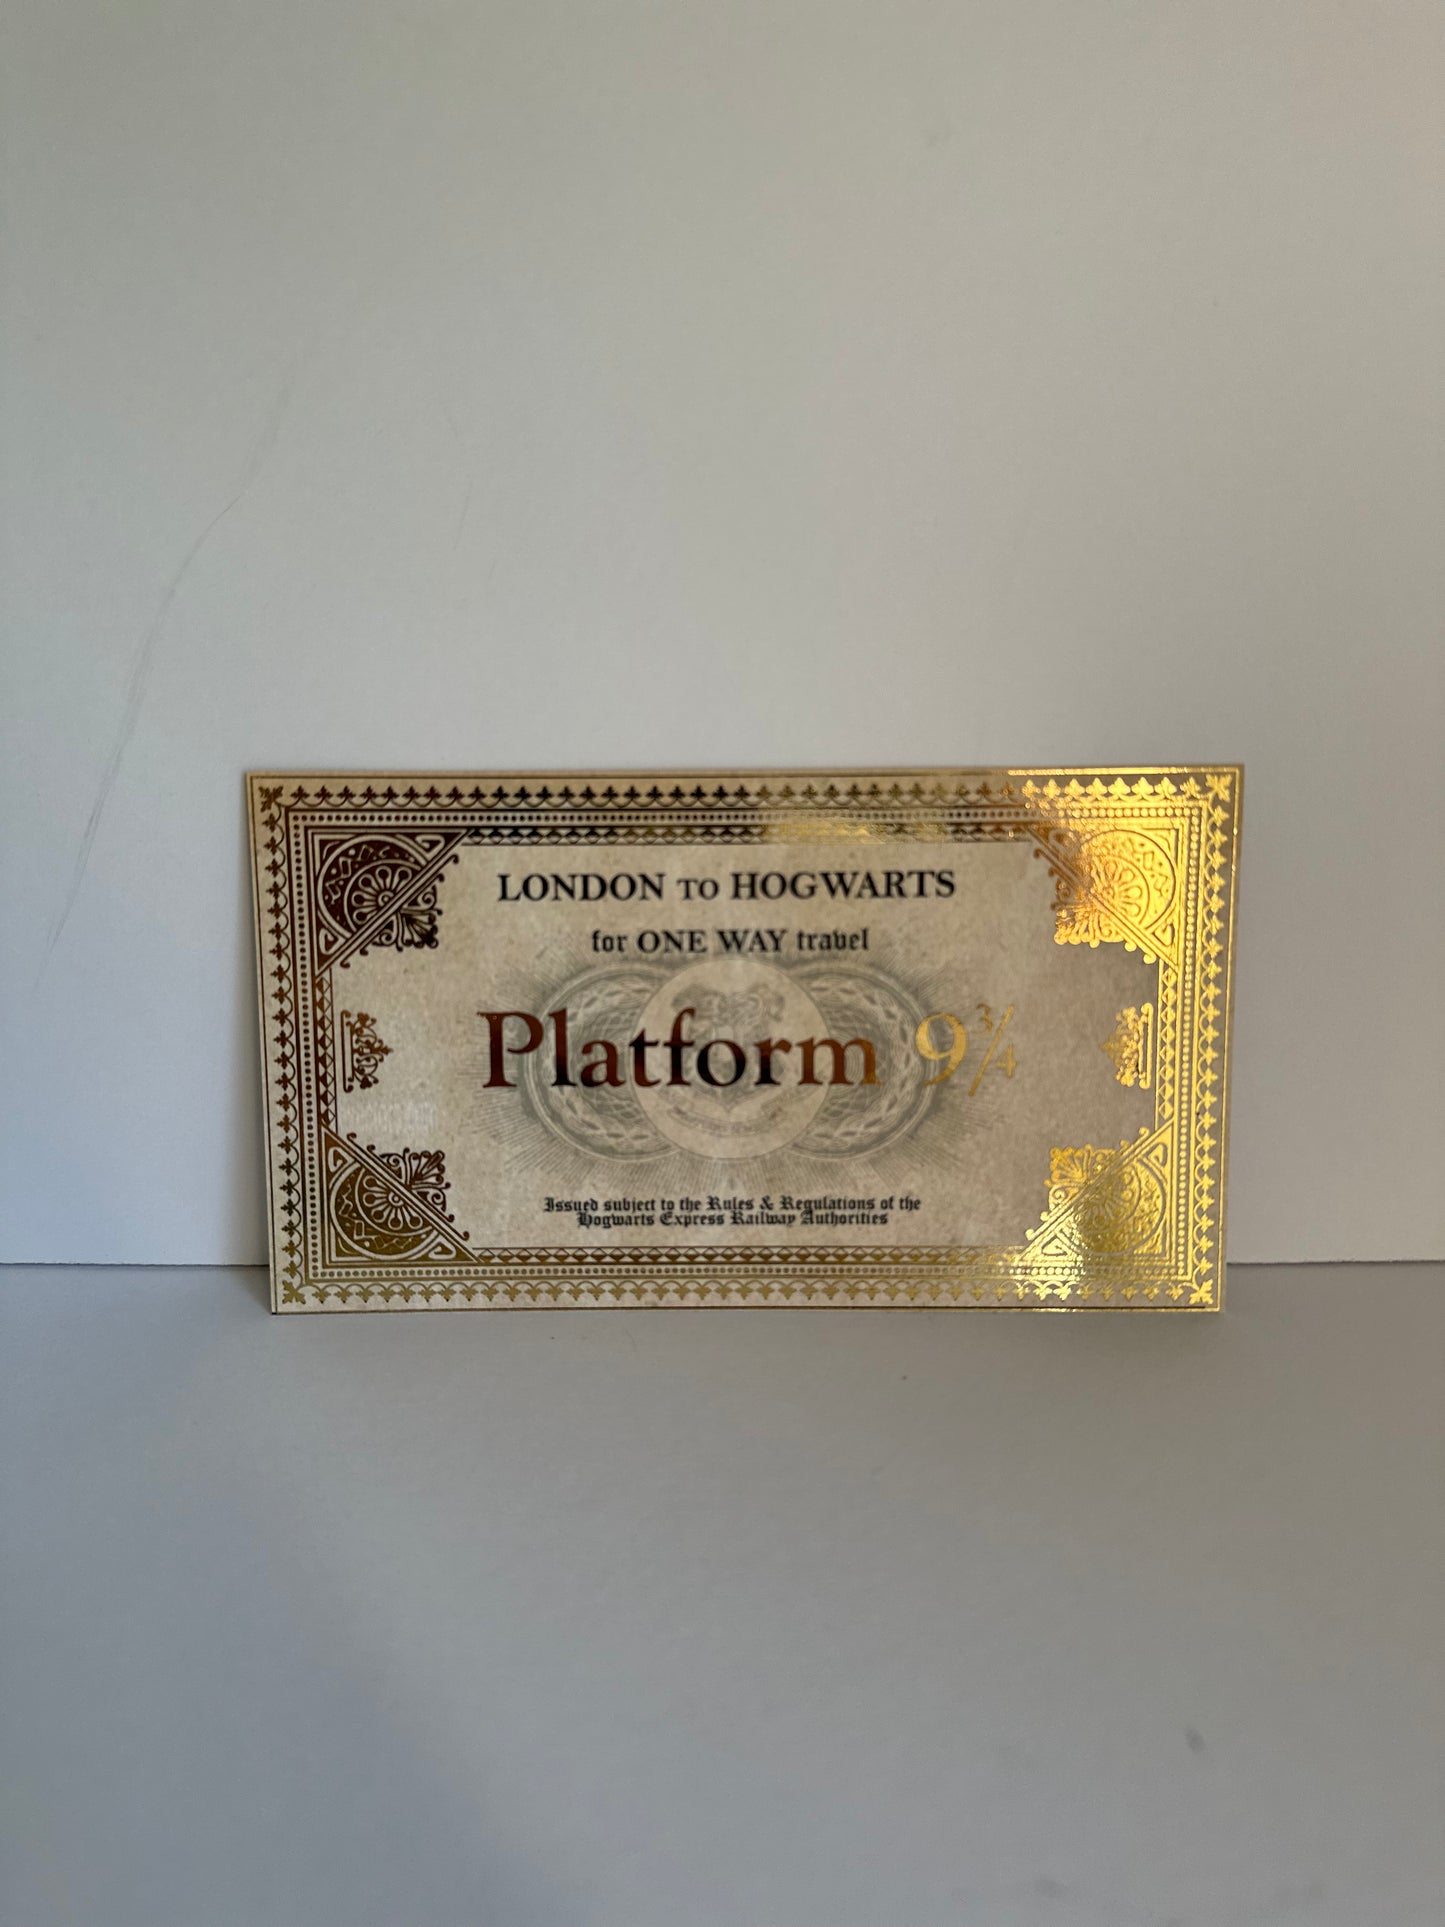 LONDON TO HOGWARTS
for ONE WAY travel
Platform 9¾
Issued subject to the Rules & Regulations of the
Hogwarts Express Railway Authorities